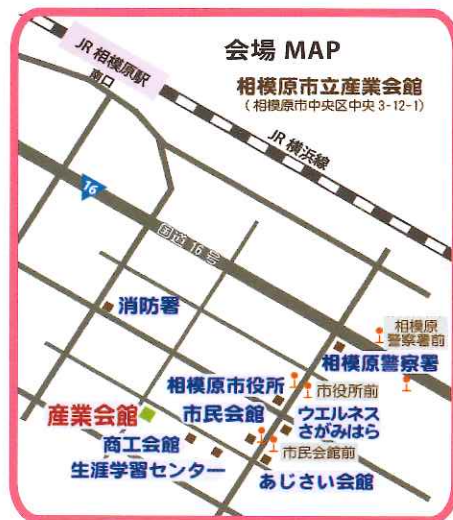 会場 MAP
JR 相模原駅
南口
相模原市立産業会館
（相模原市中央区中央 3-12-1）
JR 横浜線
16
国道 16 号
消防署
相模原
警察署前
相模原警察署
相模原市役所
市役所前
産業会館
市民会館
ウエルネス
さがみはら
商工会館
市民会館前
生涯学習センター
あじさい会館